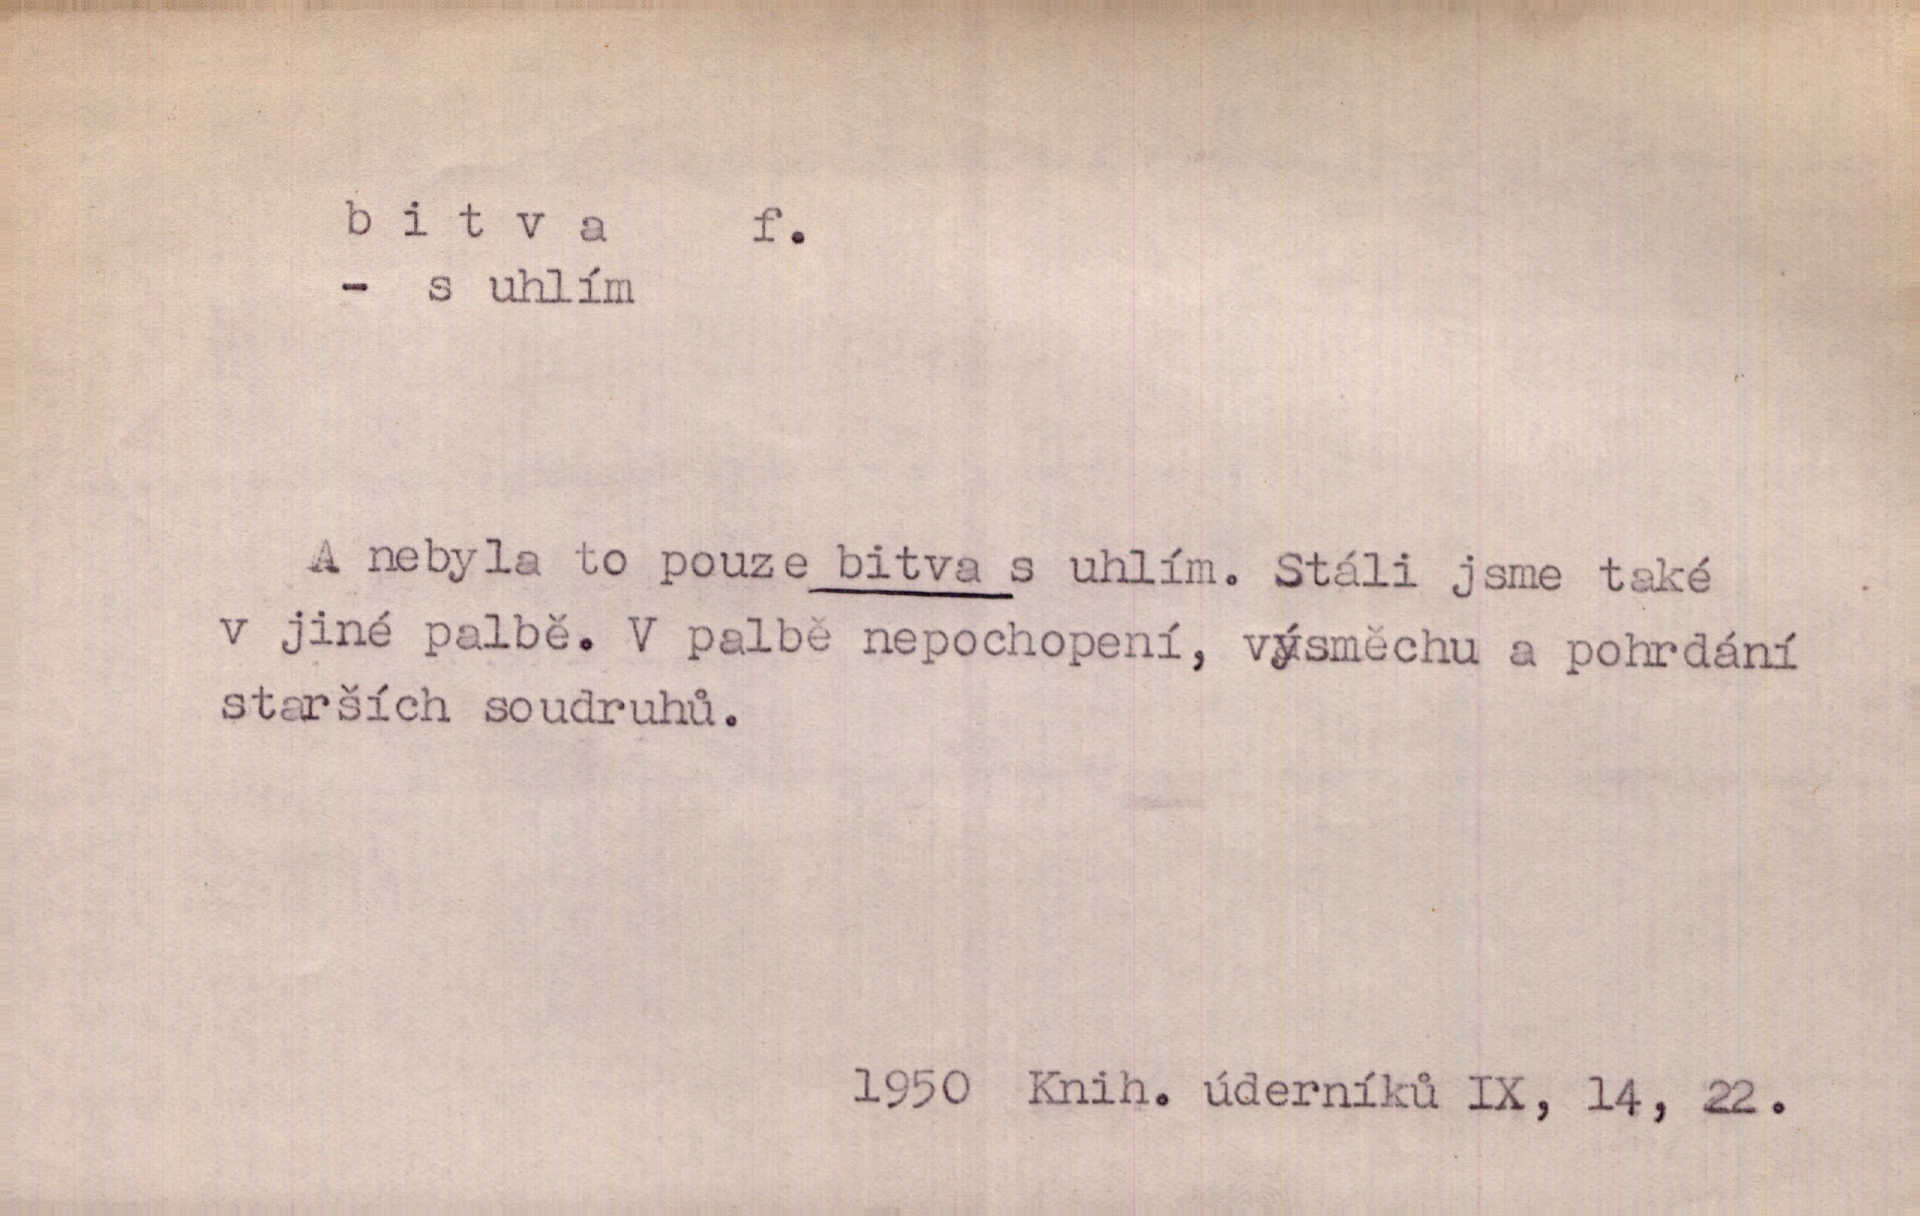 bitva f.
- s uhlím
A nebyla to pouze bitva s uhlím. Stáli jsme také
v jiné palbě. V palbě nepochopení, výsměchu a pohrdání
starších soudruhů.
1950 Knih. úderníků IX, 14, 22.